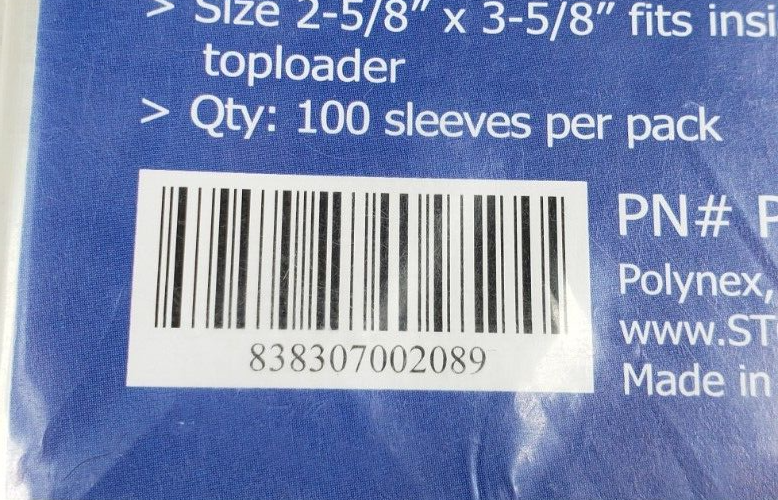 > Size 2-5/8” x 3-5/8” fits
toploader
> Qty: 100 sleeves per pack
838307002089
PN#
Polynex,
www.ST
Made in